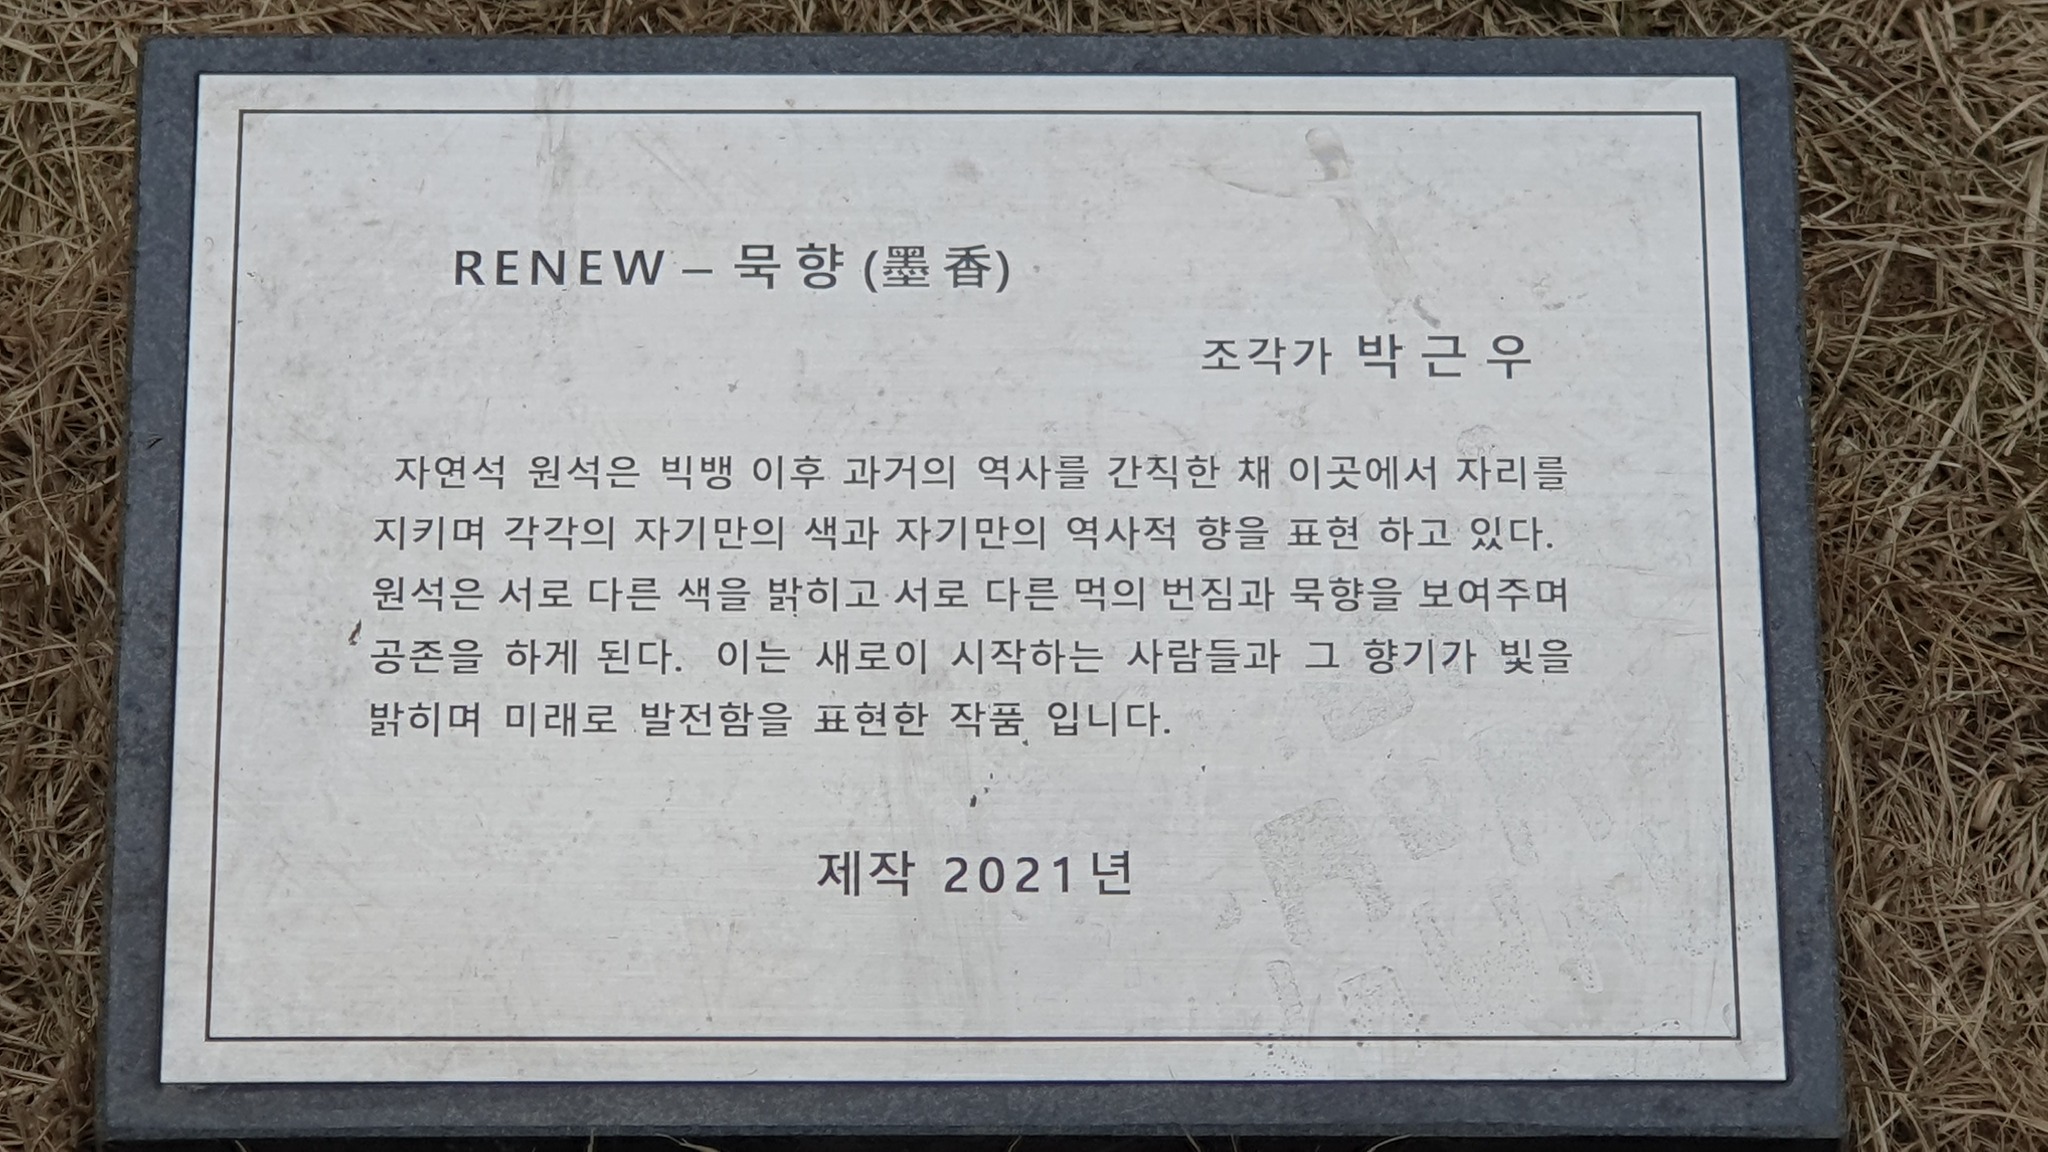 RENEW – 묵향 (墨香)
조각가 박근우
자연석 원석은 빅뱅 이후 과거의 역사를 간직한 채 이곳에서 자리를
지키며 각각의 자기만의 색과 자기만의 역사적 향을 표현 하고 있다.
원석은 서로 다른 색을 밝히고 서로 다른 먹의 번짐과 묵향을 보여주며
공존을 하게 된다. 이는 새로이 시작하는 사람들과 그 향기가 빛을
밝히며 미래로 발전함을 표현한 작품 입니다.
제작 2021년